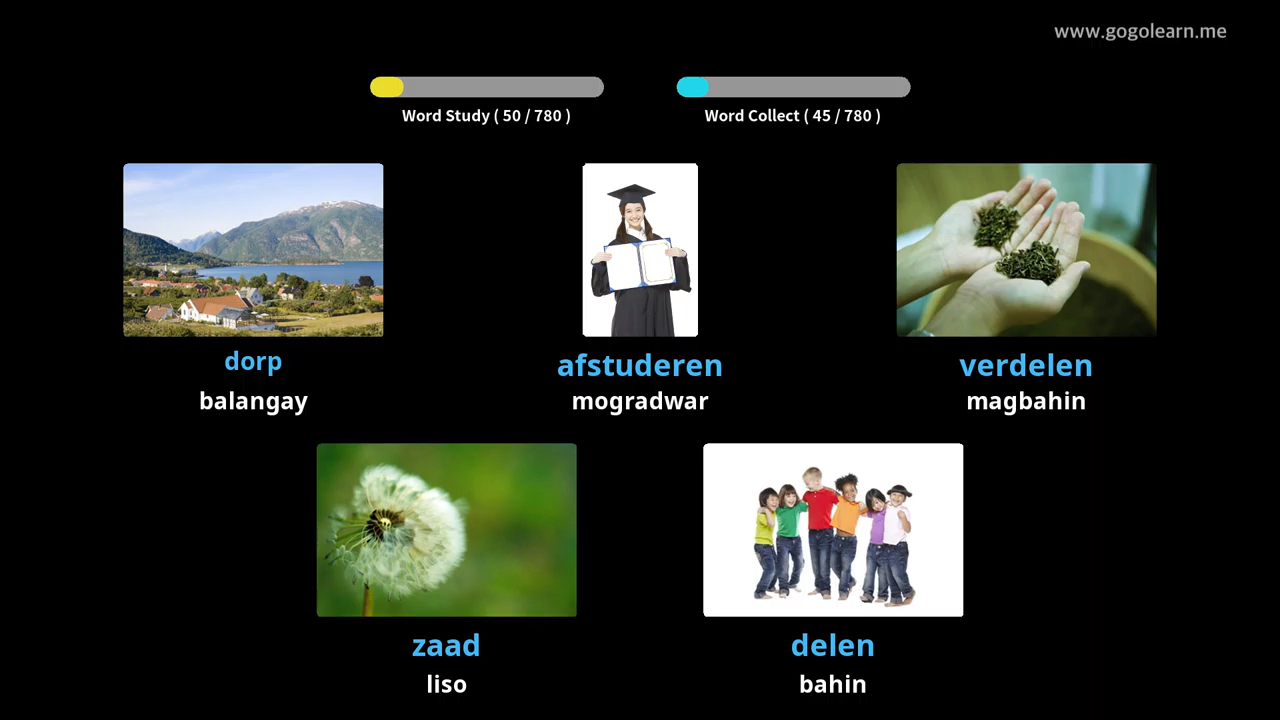 www.gogolearn.me
Word Study ( 50 / 780 )
Word Collect ( 45 / 780 )
dorp
balangay
afstuderen
mogradwar
verdelen
magbahin
zaad
liso
delen
bahin